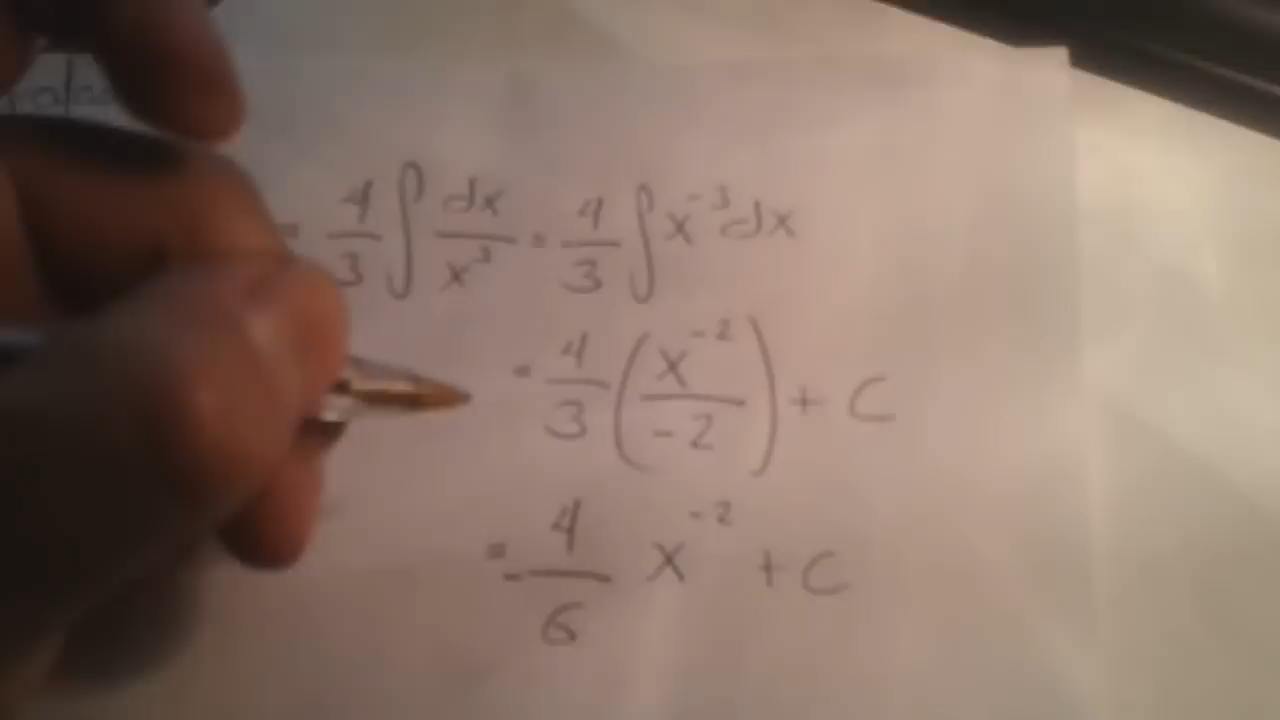 = 4/3 ∫ dx/x³ = 4/3 ∫ x⁻³ dx
= 4/3 (x⁻²/-2) + C
= -4/6 x⁻² + C